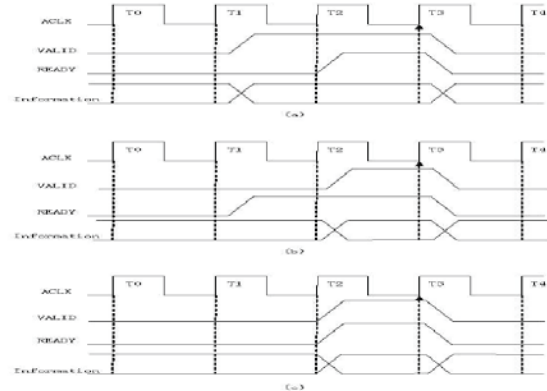 T0 T1 T2 T3 T4
ACLK
VALID
READY
Information
(a)
T0 T1 T2 T3 T4
ACLK
VALID
READY
Information
(b)
T0 T1 T2 T3 T4
ACLK
VALID
READY
Information
(c)